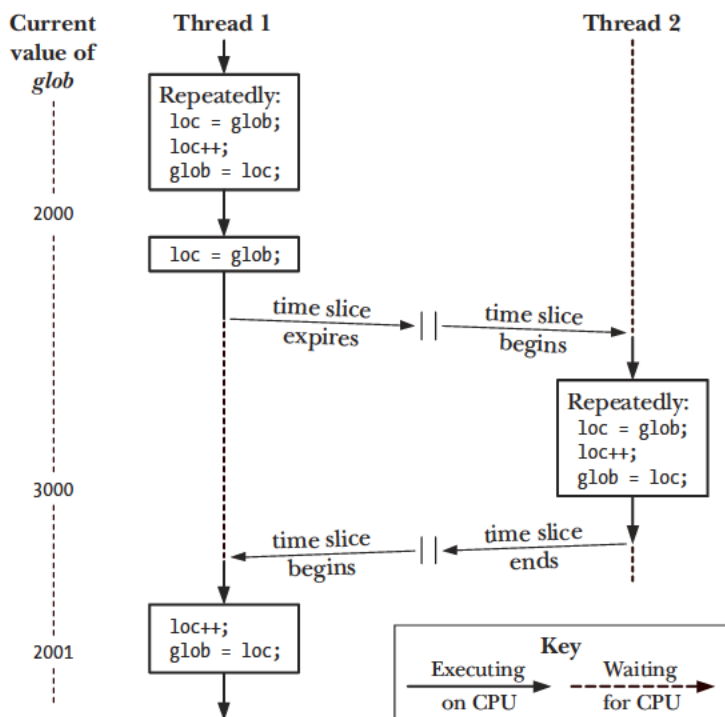 Current
value of
glob
Thread 1
Thread 2
Repeatedly:
loc = glob;
loc++;
glob = loc;
2000
loc = glob;
time slice
expires
time slice
begins
Repeatedly:
loc = glob;
loc++;
glob = loc;
3000
time slice
begins
time slice
ends
loc++;
glob = loc;
2001
Key
Executing
on CPU
Waiting
for CPU